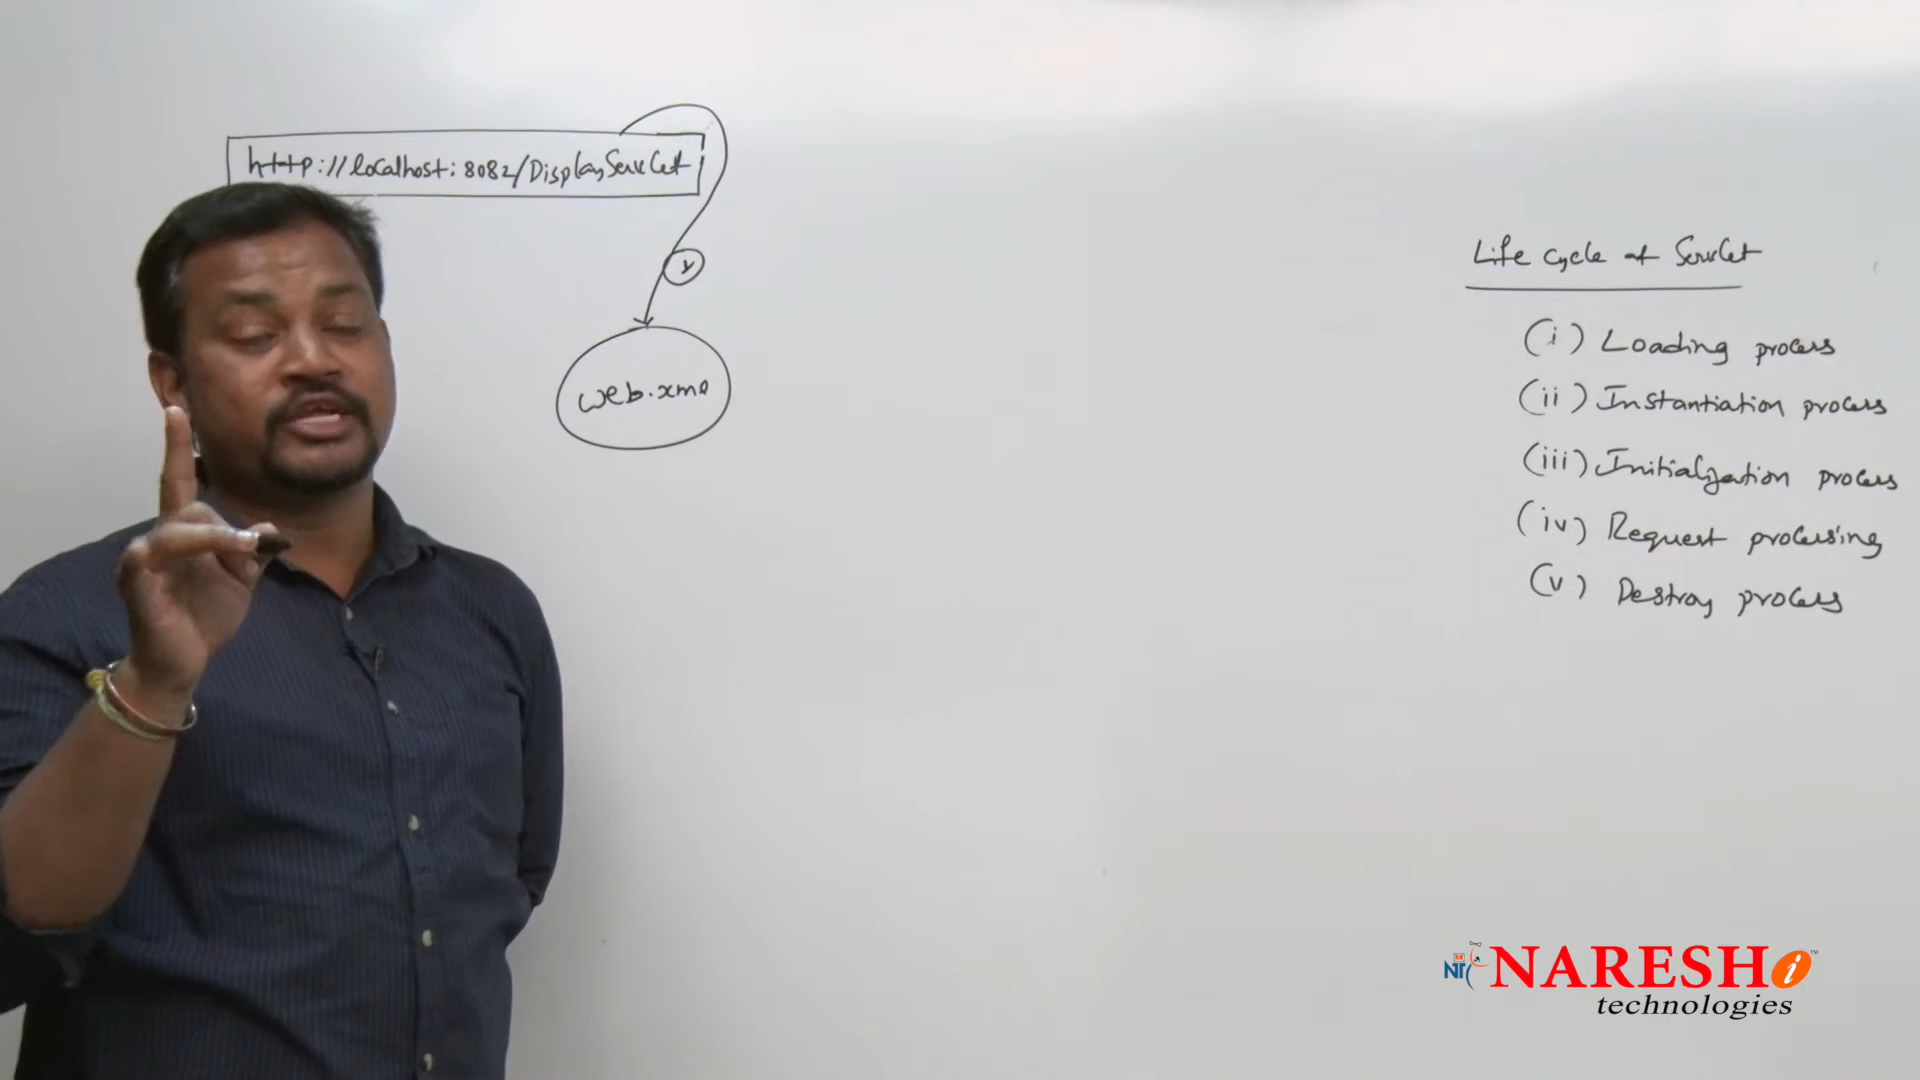 http://localhost:8082/DisplayServlet
web.xml
Life cycle of Servlet
(i) Loading process
(ii) Instantiation process
(iii) Initialization process
(iv) Request processing
(v) Destroy process
NARESH i
technologies